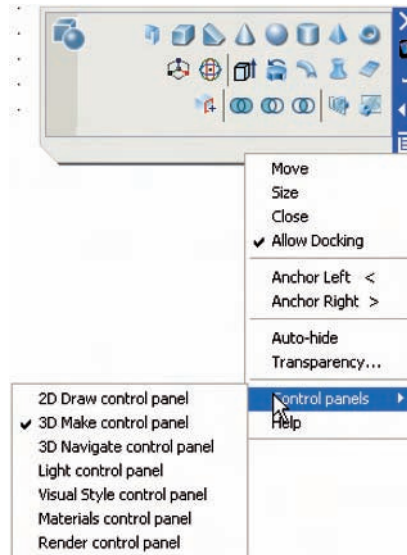 Move
Size
Close
Allow Docking
Anchor Left <
Anchor Right >
Auto-hide
Transparency...
Control panels
Help
2D Draw control panel
3D Make control panel
3D Navigate control panel
Light control panel
Visual Style control panel
Materials control panel
Render control panel